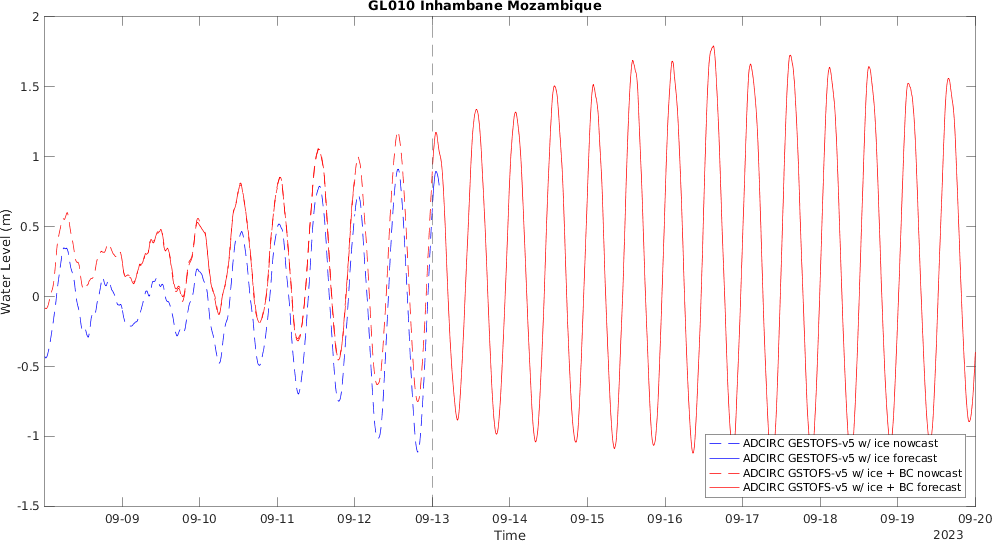 GL010 Inhambane Mozambique
Water Level (m)
2
1.5
1
0.5
0
-0.5
-1
-1.5
ADCIRC GESTOFS-v5 w/ ice nowcast
ADCIRC GESTOFS-v5 w/ ice forecast
ADCIRC GSTOFS-v5 w/ ice + BC nowcast
ADCIRC GSTOFS-v5 w/ ice + BC forecast
09-09 09-10 09-11 09-12 09-13 09-14 09-15 09-16 09-17 09-18 09-19 09-20
Time
2023